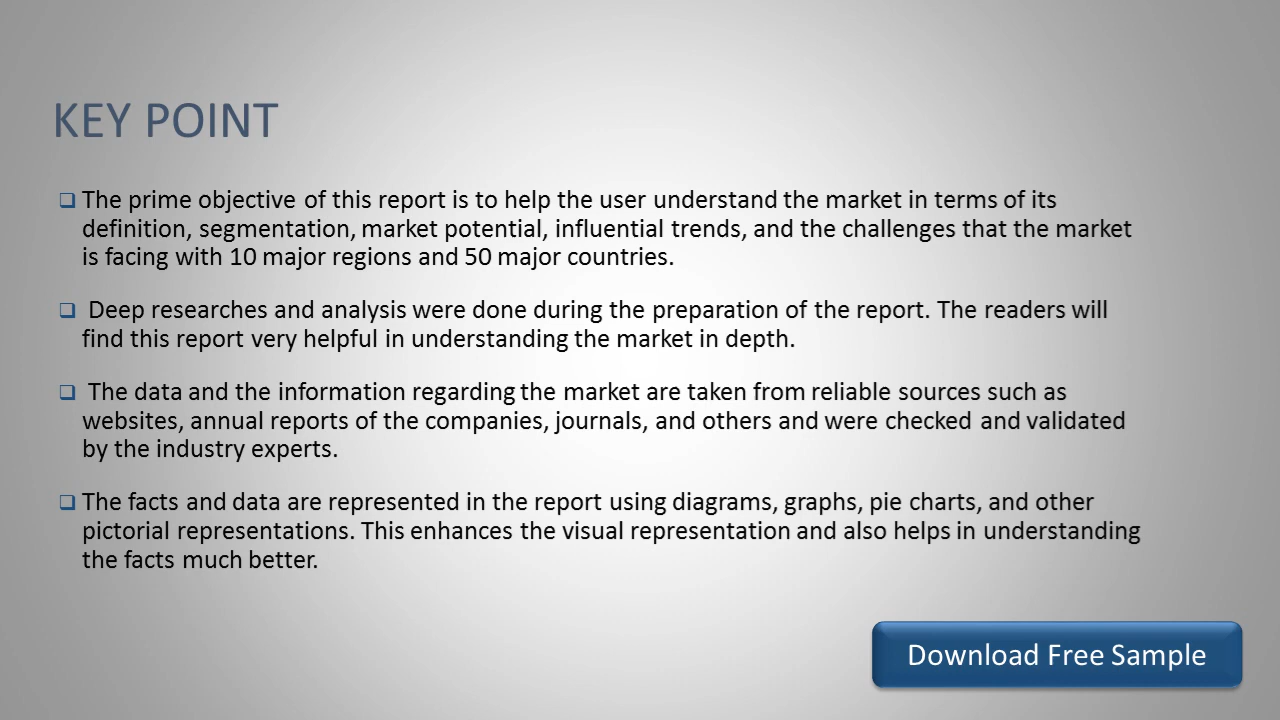 KEY POINT
The prime objective of this report is to help the user understand the market in terms of its
definition, segmentation, market potential, influential trends, and the challenges that the market
is facing with 10 major regions and 50 major countries.
Deep researches and analysis were done during the preparation of the report. The readers will
find this report very helpful in understanding the market in depth.
The data and the information regarding the market are taken from reliable sources such as
websites, annual reports of the companies, journals, and others and were checked and validated
by the industry experts.
The facts and data are represented in the report using diagrams, graphs, pie charts, and other
pictorial representations. This enhances the visual representation and also helps in understanding
the facts much better.
Download Free Sample